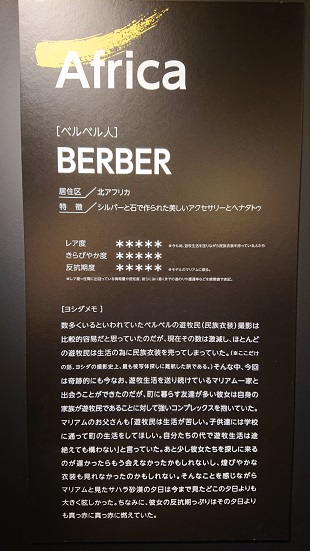 Africa
[ベルベル人]
BERBER
居住区 ／北アフリカ
特　徴 ／シルバーと石で作られた美しいアクセサリーとヘナタトゥ
レア度 ＊＊＊＊＊
きらびやか度 ＊＊＊＊＊
反抗期度 ＊＊＊＊＊ ※モデルのマリアムに限る。
[ヨシダメモ]
数多くいるといわれていたベルベルの遊牧民(民族衣装)撮影は
比較的容易だと思っていたのだが、現在その数は激減し、ほとんど
の遊牧民は生活の為に民族衣装を売ってしまっていた。(※ここだけ
の話、ヨシダの撮影史上、最も被写体探しに難航した旅である。)そんな中、今回
は奇跡的にも今なお、遊牧生活を送り続けているマリアム一家と
出会うことができたのだが、町に暮らす友達が多い彼女は自身の
家族が遊牧民であることに対して強いコンプレックスを抱いていた。
マリアムのお父さんも「遊牧民は生活が苦しい。子供達には学校
に通って町の生活をしてほしい。自分たちの代で遊牧生活は途
絶えても構わない」と言っていた。あと少し彼女たちを探しに来る
のが遅かったらもう会えなかったかもしれないし、煌びやかな
衣装も見れなかったのかもしれない。そんなことを感じながら
マリアムと見たサハラ砂漠の夕日は今まで見たどこの夕日よりも
大きく眩しかった。ちなみに、彼女の反抗期っぷりはその夕日よ
りも真っ赤に真っ赤に燃えていた。